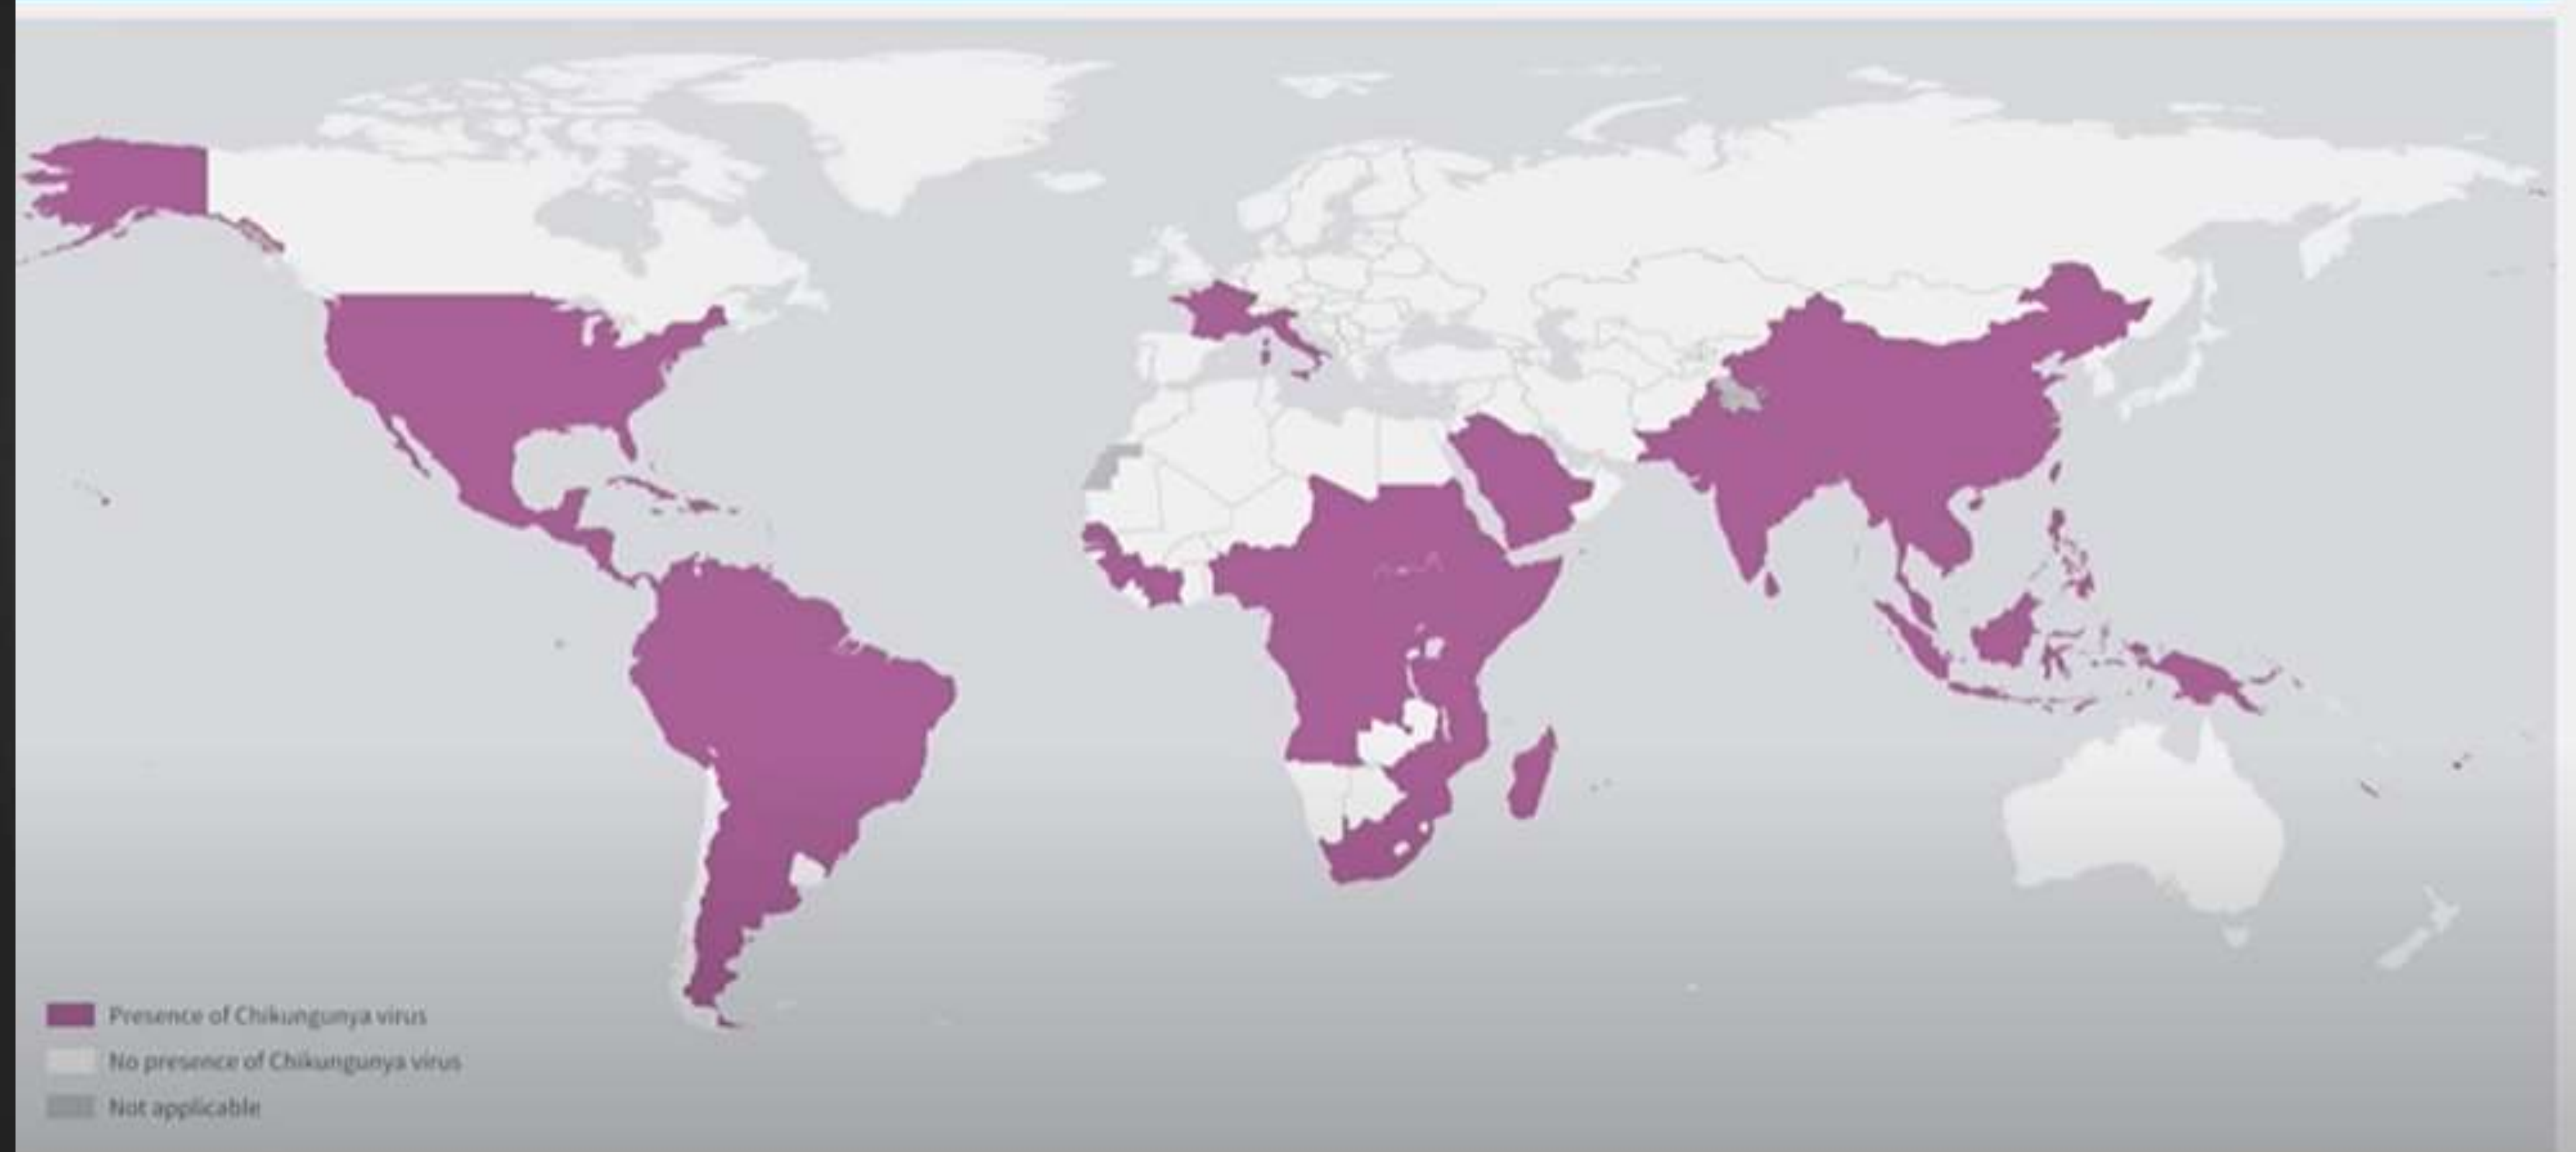 Presence of Chikungunya virus
No presence of Chikungunya virus
Not applicable